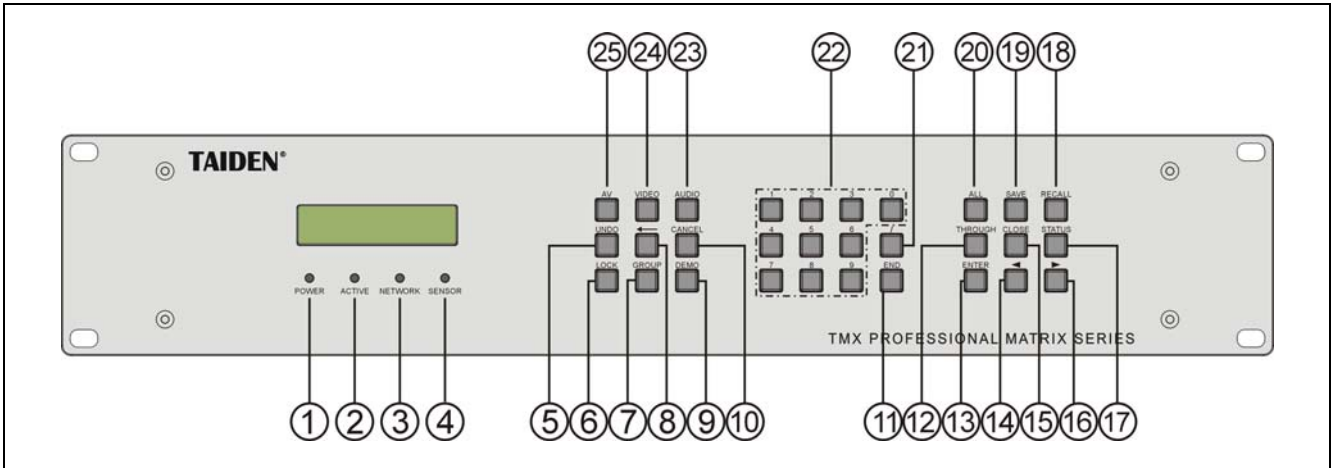 25 24 23 22 21 20 19 18
TAIDEN®
AV VIDEO AUDIO 1 2 3 0 ALL SAVE RECALL
UNDO ← CANCEL 4 5 6 / THROUGH CLOSE STATUS
LOCK GROUP DEMO 7 8 9 END ENTER ◄ ►
POWER ACTIVE NETWORK SENSOR
TMX PROFESSIONAL MATRIX SERIES
1 2 3 4 5 6 7 8 9 10 11 12 13 14 15 16 17